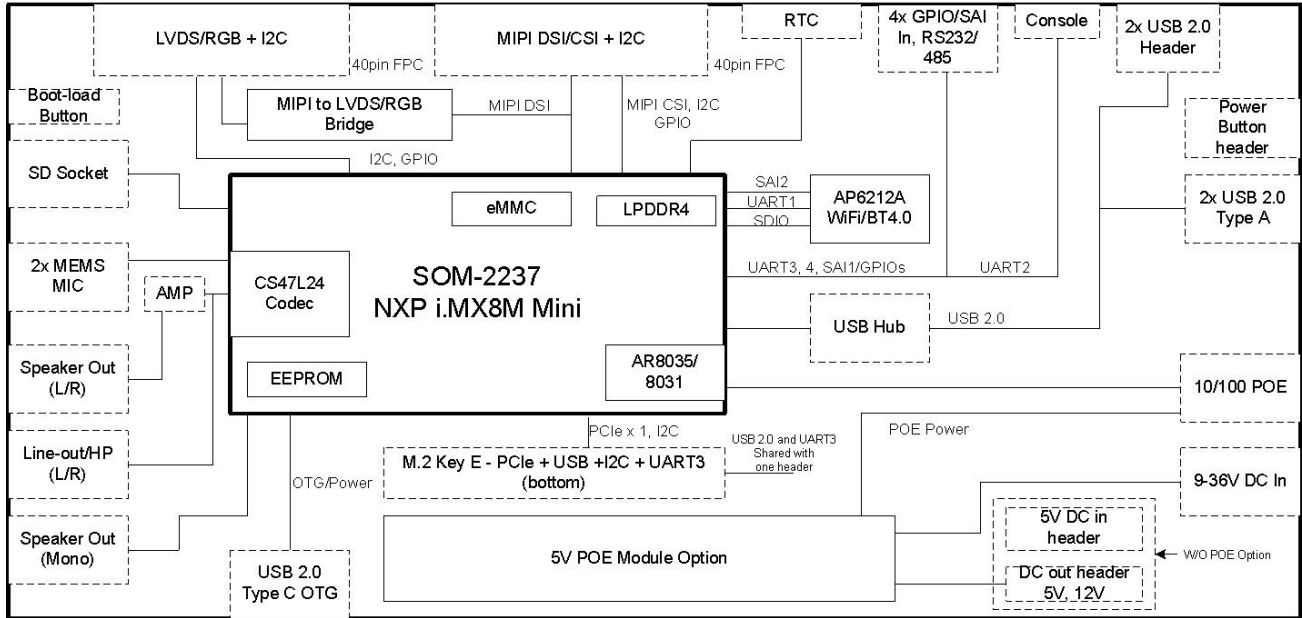 LVDS/RGB + I2C
MIPI DSI/CSI + I2C
RTC
4x GPIO/SAI
In, RS232/
485
Console
2x USB 2.0
Header
40pin FPC
40pin FPC
Boot-load
Button
MIPI to LVDS/RGB
Bridge
MIPI DSI
MIPI CSI, I2C
GPIO
Power
Button
header
I2C, GPIO
SD Socket
eMMC
LPDDR4
SAI2
UART1
SDIO
AP6212A
WiFi/BT4.0
2x USB 2.0
Type A
2x MEMS
MIC
AMP
CS47L24
Codec
SOM-2237
NXP i.MX8M Mini
UART3, 4, SAI1/GPIOs
UART2
USB Hub
USB 2.0
Speaker Out
(L/R)
EEPROM
AR8035/
8031
10/100 POE
PCIe x 1, I2C
POE Power
Line-out/HP
(L/R)
OTG/Power
M.2 Key E - PCIe + USB +I2C + UART3
(bottom)
USB 2.0 and UART3
Shared with
one header
9-36V DC In
Speaker Out
(Mono)
USB 2.0
Type C OTG
5V POE Module Option
5V DC in
header
DC out header
5V, 12V
W/O POE Option